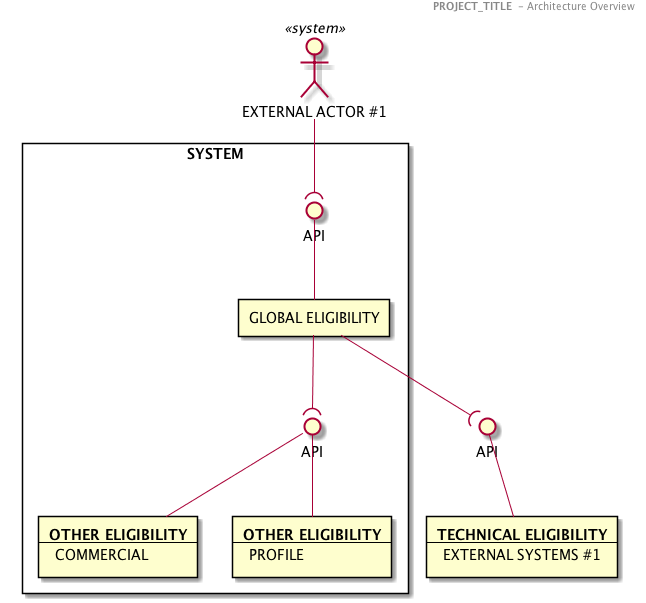 PROJECT_TITLE – Architecture Overview
«system»
EXTERNAL ACTOR #1
SYSTEM
API
GLOBAL ELIGIBILITY
API
API
OTHER ELIGIBILITY
COMMERCIAL
OTHER ELIGIBILITY
PROFILE
TECHNICAL ELIGIBILITY
EXTERNAL SYSTEMS #1